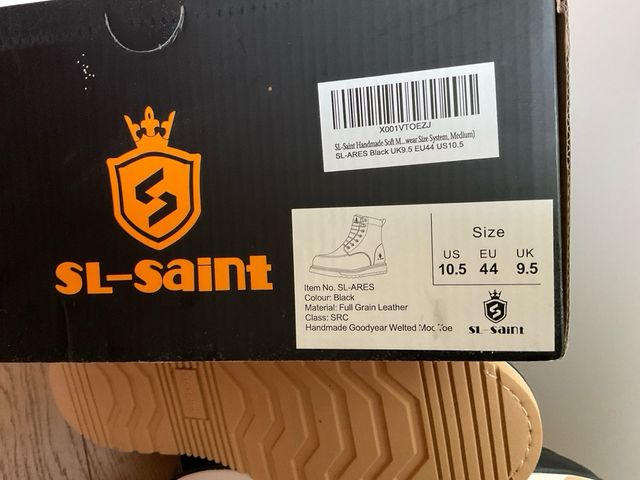 X001VTOEZJ
SL-Saint Handmade Soft M...wear Size System, Medium)
SL-ARES Black UK9.5 EU44 US10.5
SL-Saint
Size
US EU UK
10.5 44 9.5
Item No. SL-ARES
Colour: Black
Material: Full Grain Leather
Class: SRC
Handmade Goodyear Welted Moc Toe
SL-Saint